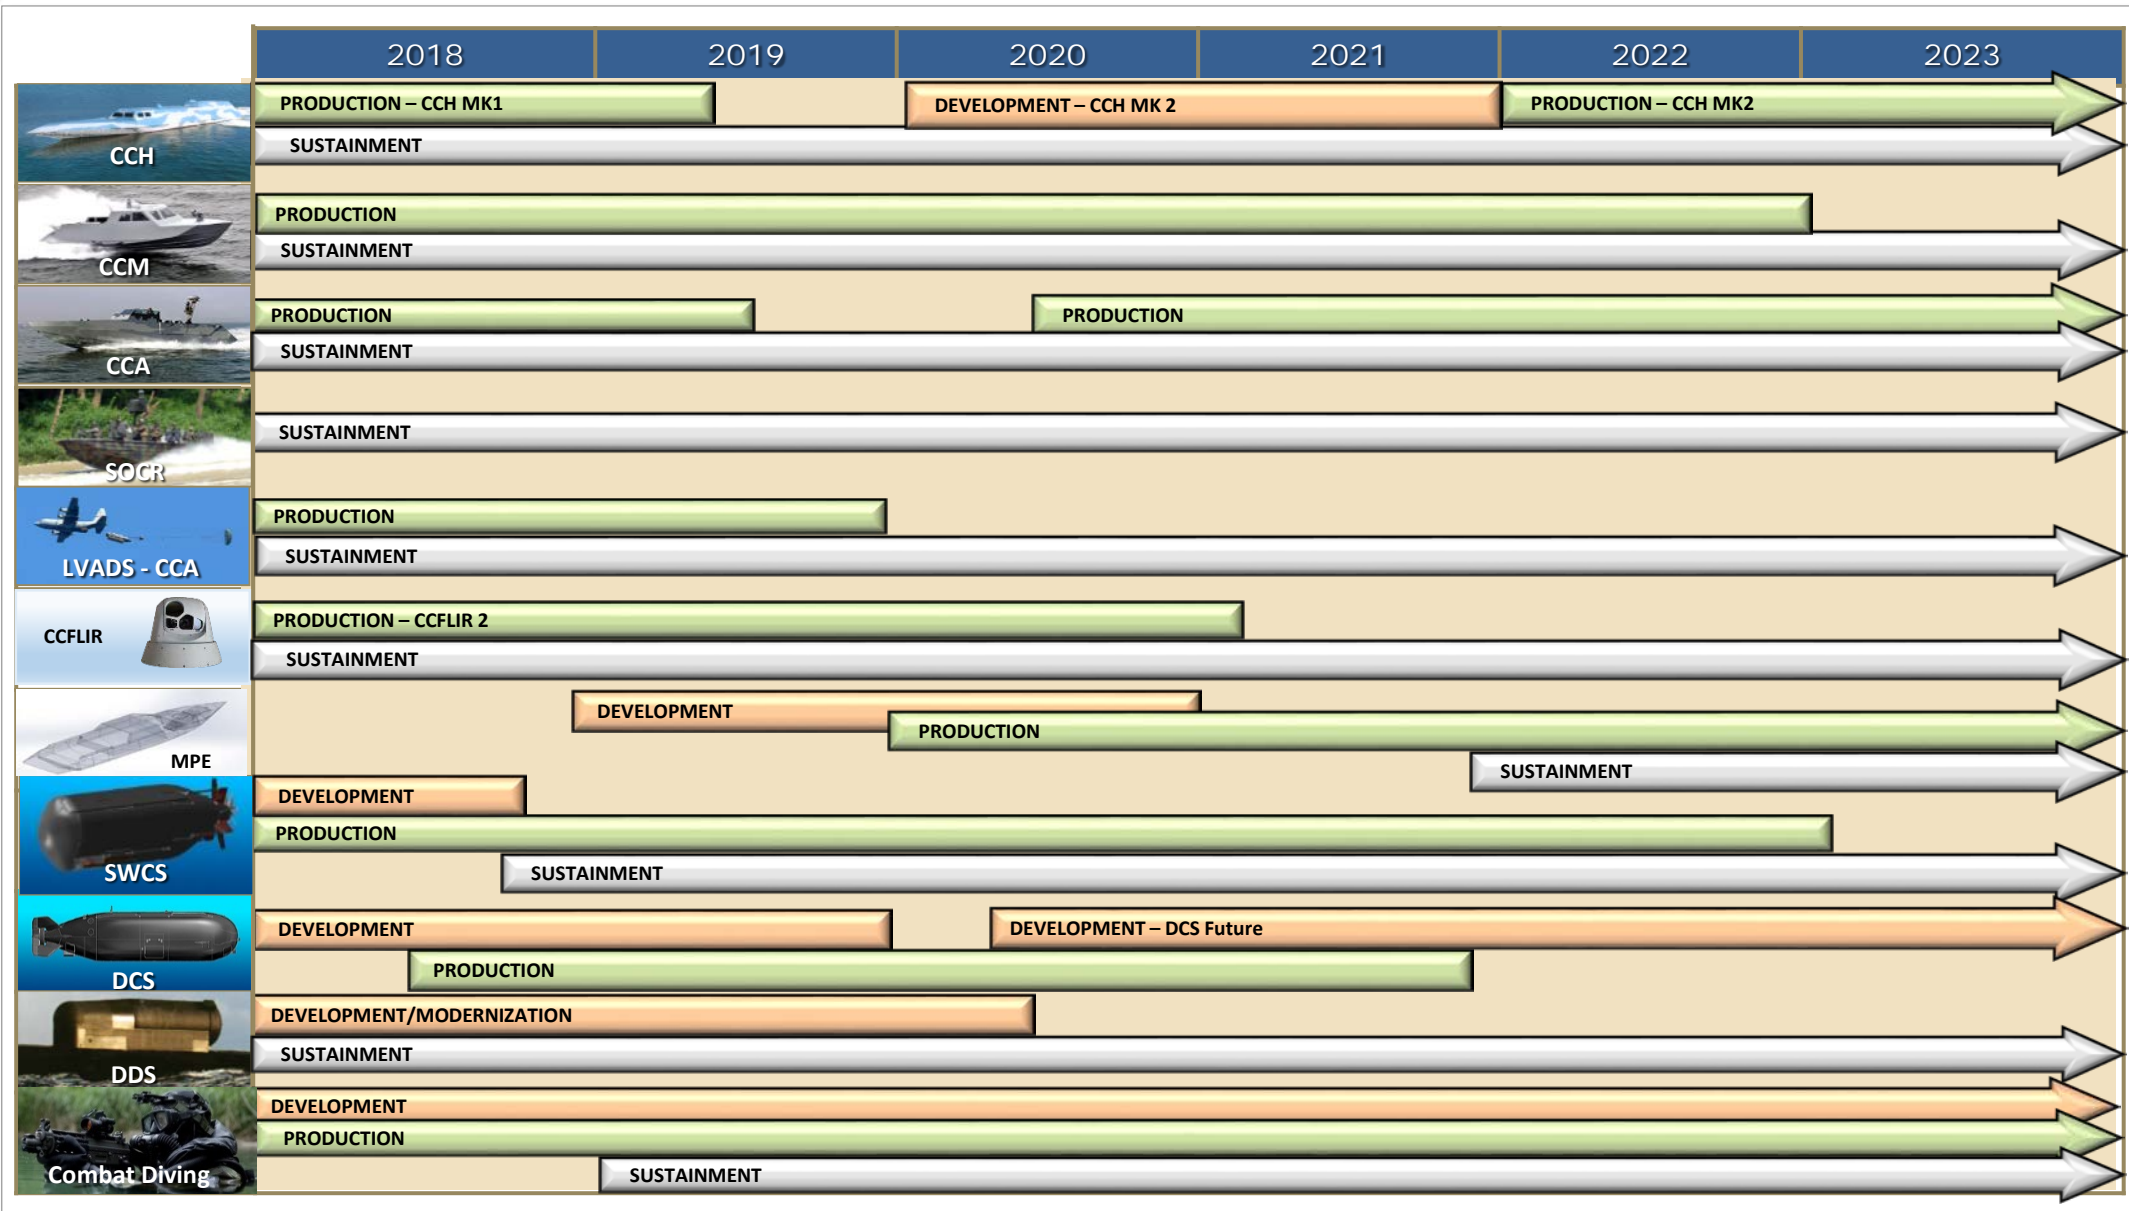 2018 2019 2020 2021 2022 2023
PRODUCTION – CCH MK1
DEVELOPMENT – CCH MK 2
PRODUCTION – CCH MK2
SUSTAINMENT
CCH
PRODUCTION
SUSTAINMENT
CCM
PRODUCTION
PRODUCTION
SUSTAINMENT
CCA
SUSTAINMENT
SOCR
PRODUCTION
SUSTAINMENT
LVADS - CCA
PRODUCTION – CCFLIR 2
CCFLIR
SUSTAINMENT
DEVELOPMENT
PRODUCTION
MPE
SUSTAINMENT
DEVELOPMENT
PRODUCTION
SWCS
SUSTAINMENT
DEVELOPMENT
DEVELOPMENT – DCS Future
PRODUCTION
DCS
DEVELOPMENT/MODERNIZATION
SUSTAINMENT
DDS
DEVELOPMENT
PRODUCTION
Combat Diving
SUSTAINMENT